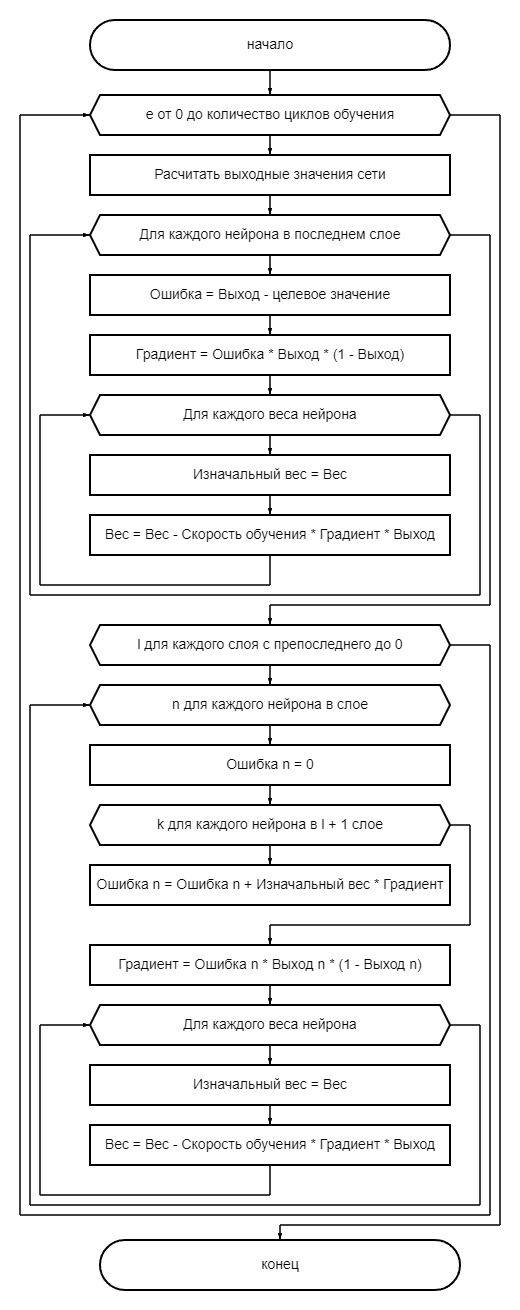 начало
e от 0 до количество циклов обучения
Расчитать выходные значения сети
Для каждого нейрона в последнем слое
Ошибка = Выход - целевое значение
Градиент = Ошибка * Выход * (1 - Выход)
Для каждого веса нейрона
Изначальный вес = Вес
Вес = Вес - Скорость обучения * Градиент * Выход
l для каждого слоя с препоследнего до 0
n для каждого нейрона в слое
Ошибка n = 0
k для каждого нейрона в l + 1 слое
Ошибка n = Ошибка n + Изначальный вес * Градиент
Градиент = Ошибка n * Выход n * (1 - Выход n)
Для каждого веса нейрона
Изначальный вес = Вес
Вес = Вес - Скорость обучения * Градиент * Выход
конец